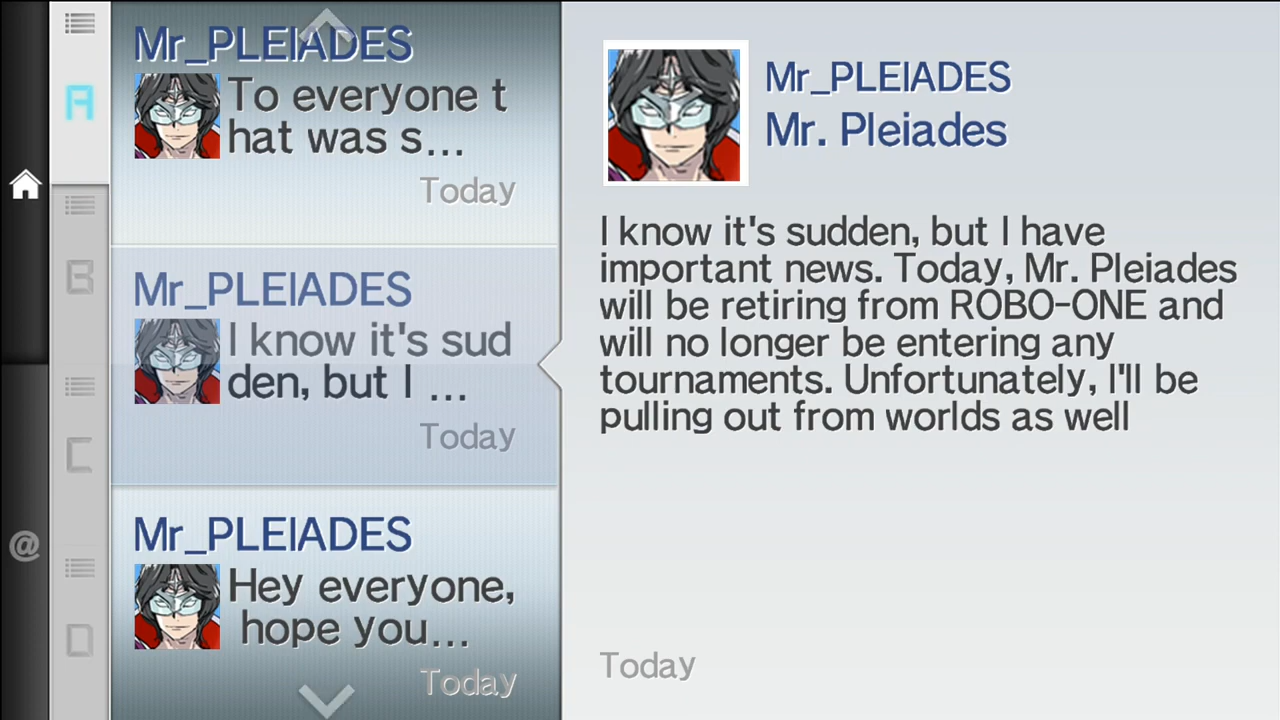 A
B
C
D
@
Mr_PLEIADES
To everyone t
hat was s...
Today
Mr_PLEIADES
I know it's sud
den, but I ...
Today
Mr_PLEIADES
Hey everyone,
hope you...
Today
Mr_PLEIADES
Mr. Pleiades
I know it's sudden, but I have
important news. Today, Mr. Pleiades
will be retiring from ROBO-ONE and
will no longer be entering any
tournaments. Unfortunately, I'll be
pulling out from worlds as well
Today